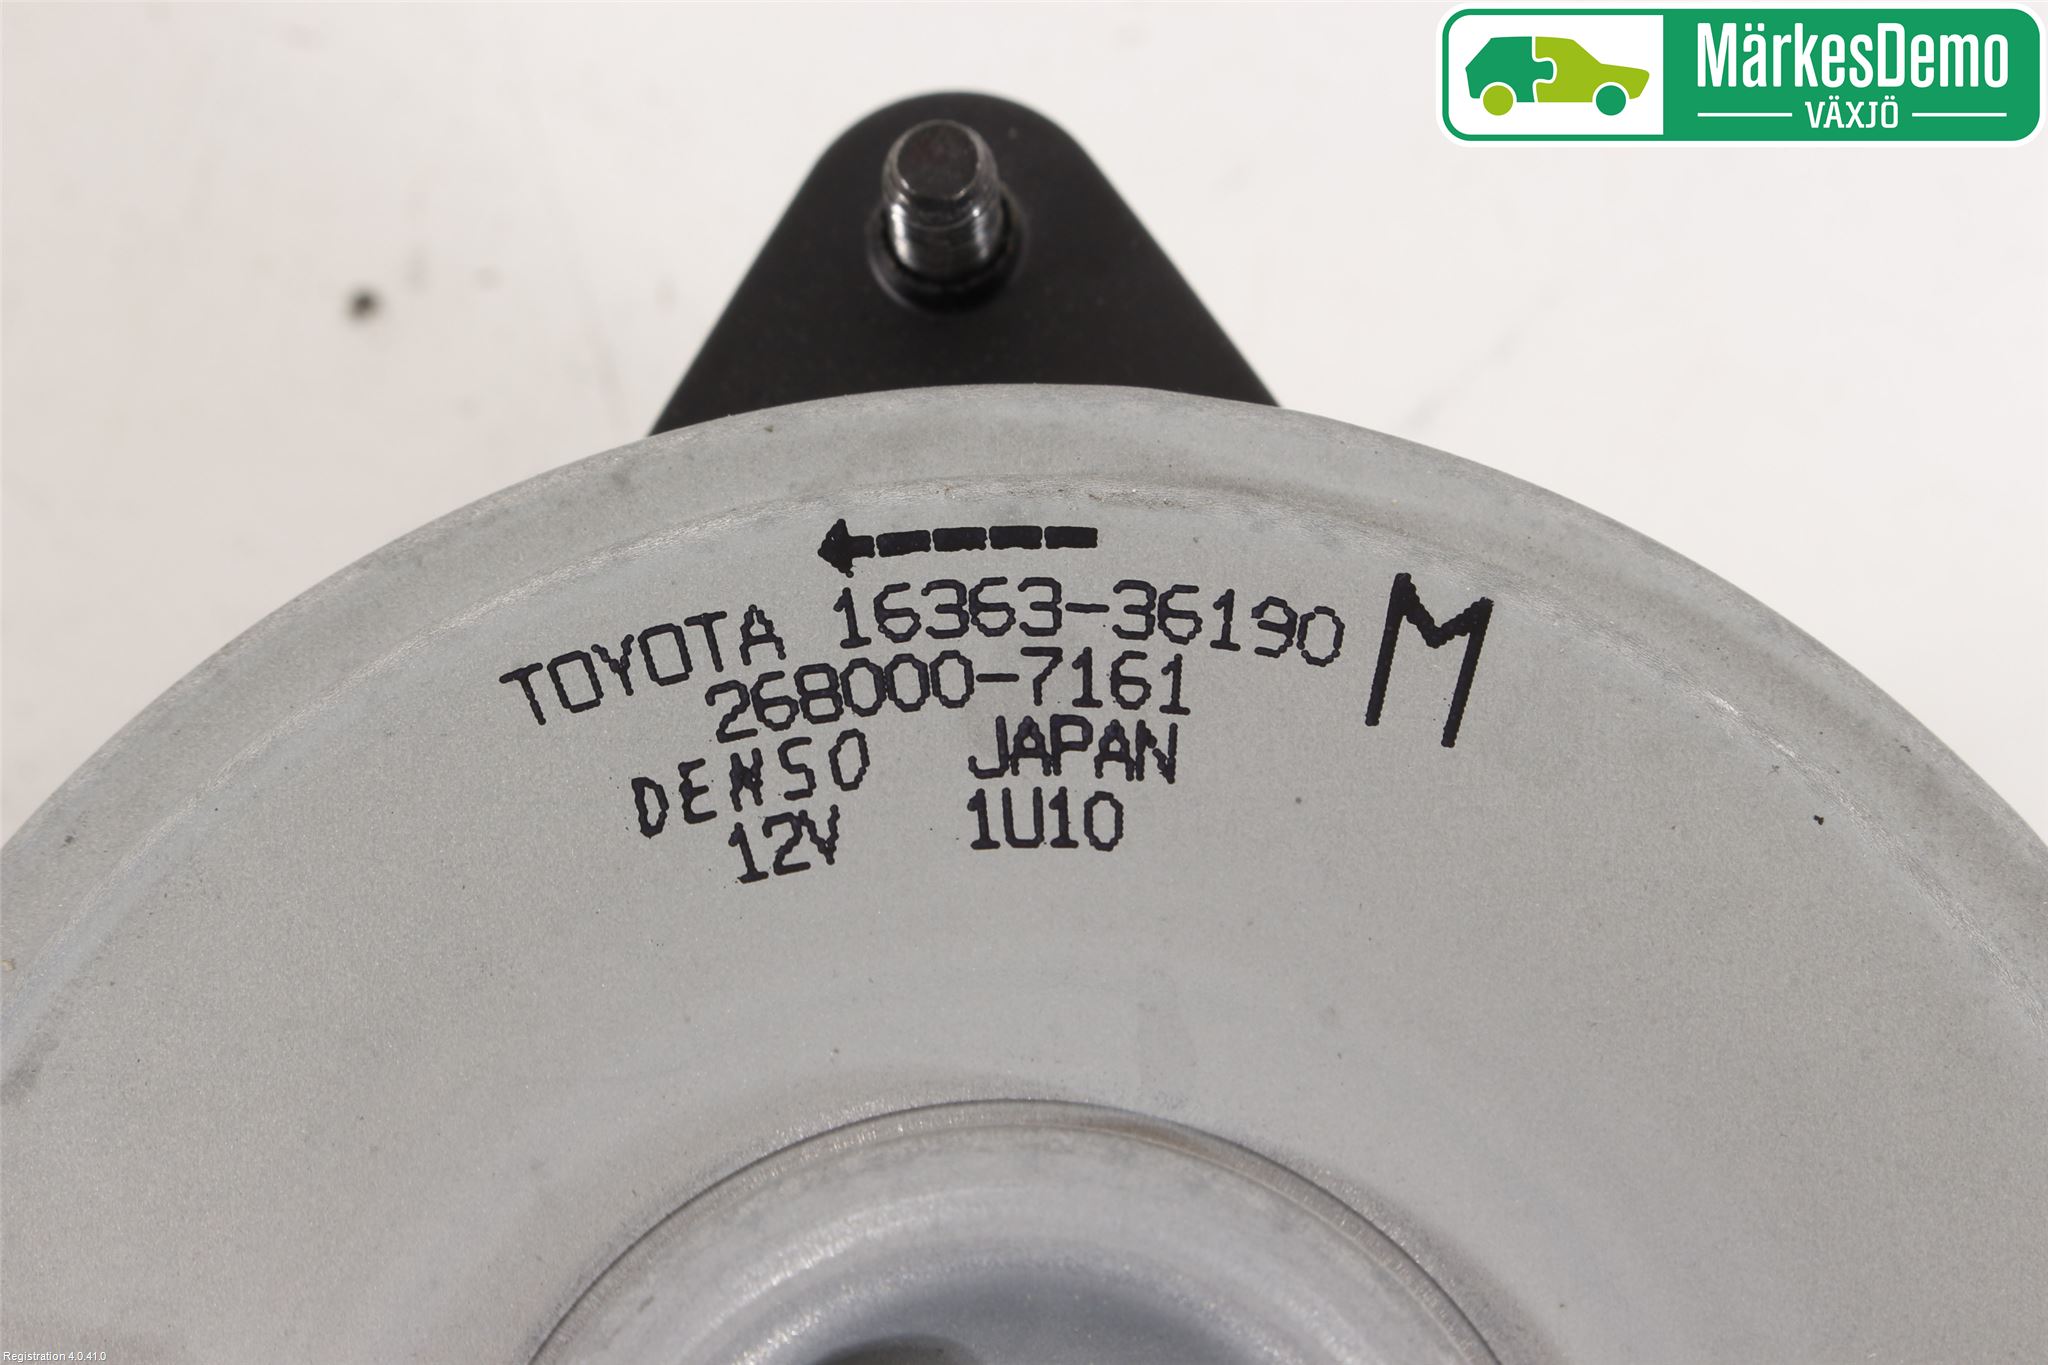 MärkesDemo
VÄXJÖ
TOYOTA 16363-36190 M
268000-7161
DENSO JAPAN
12V 1U10
Registration 4.0.41.0